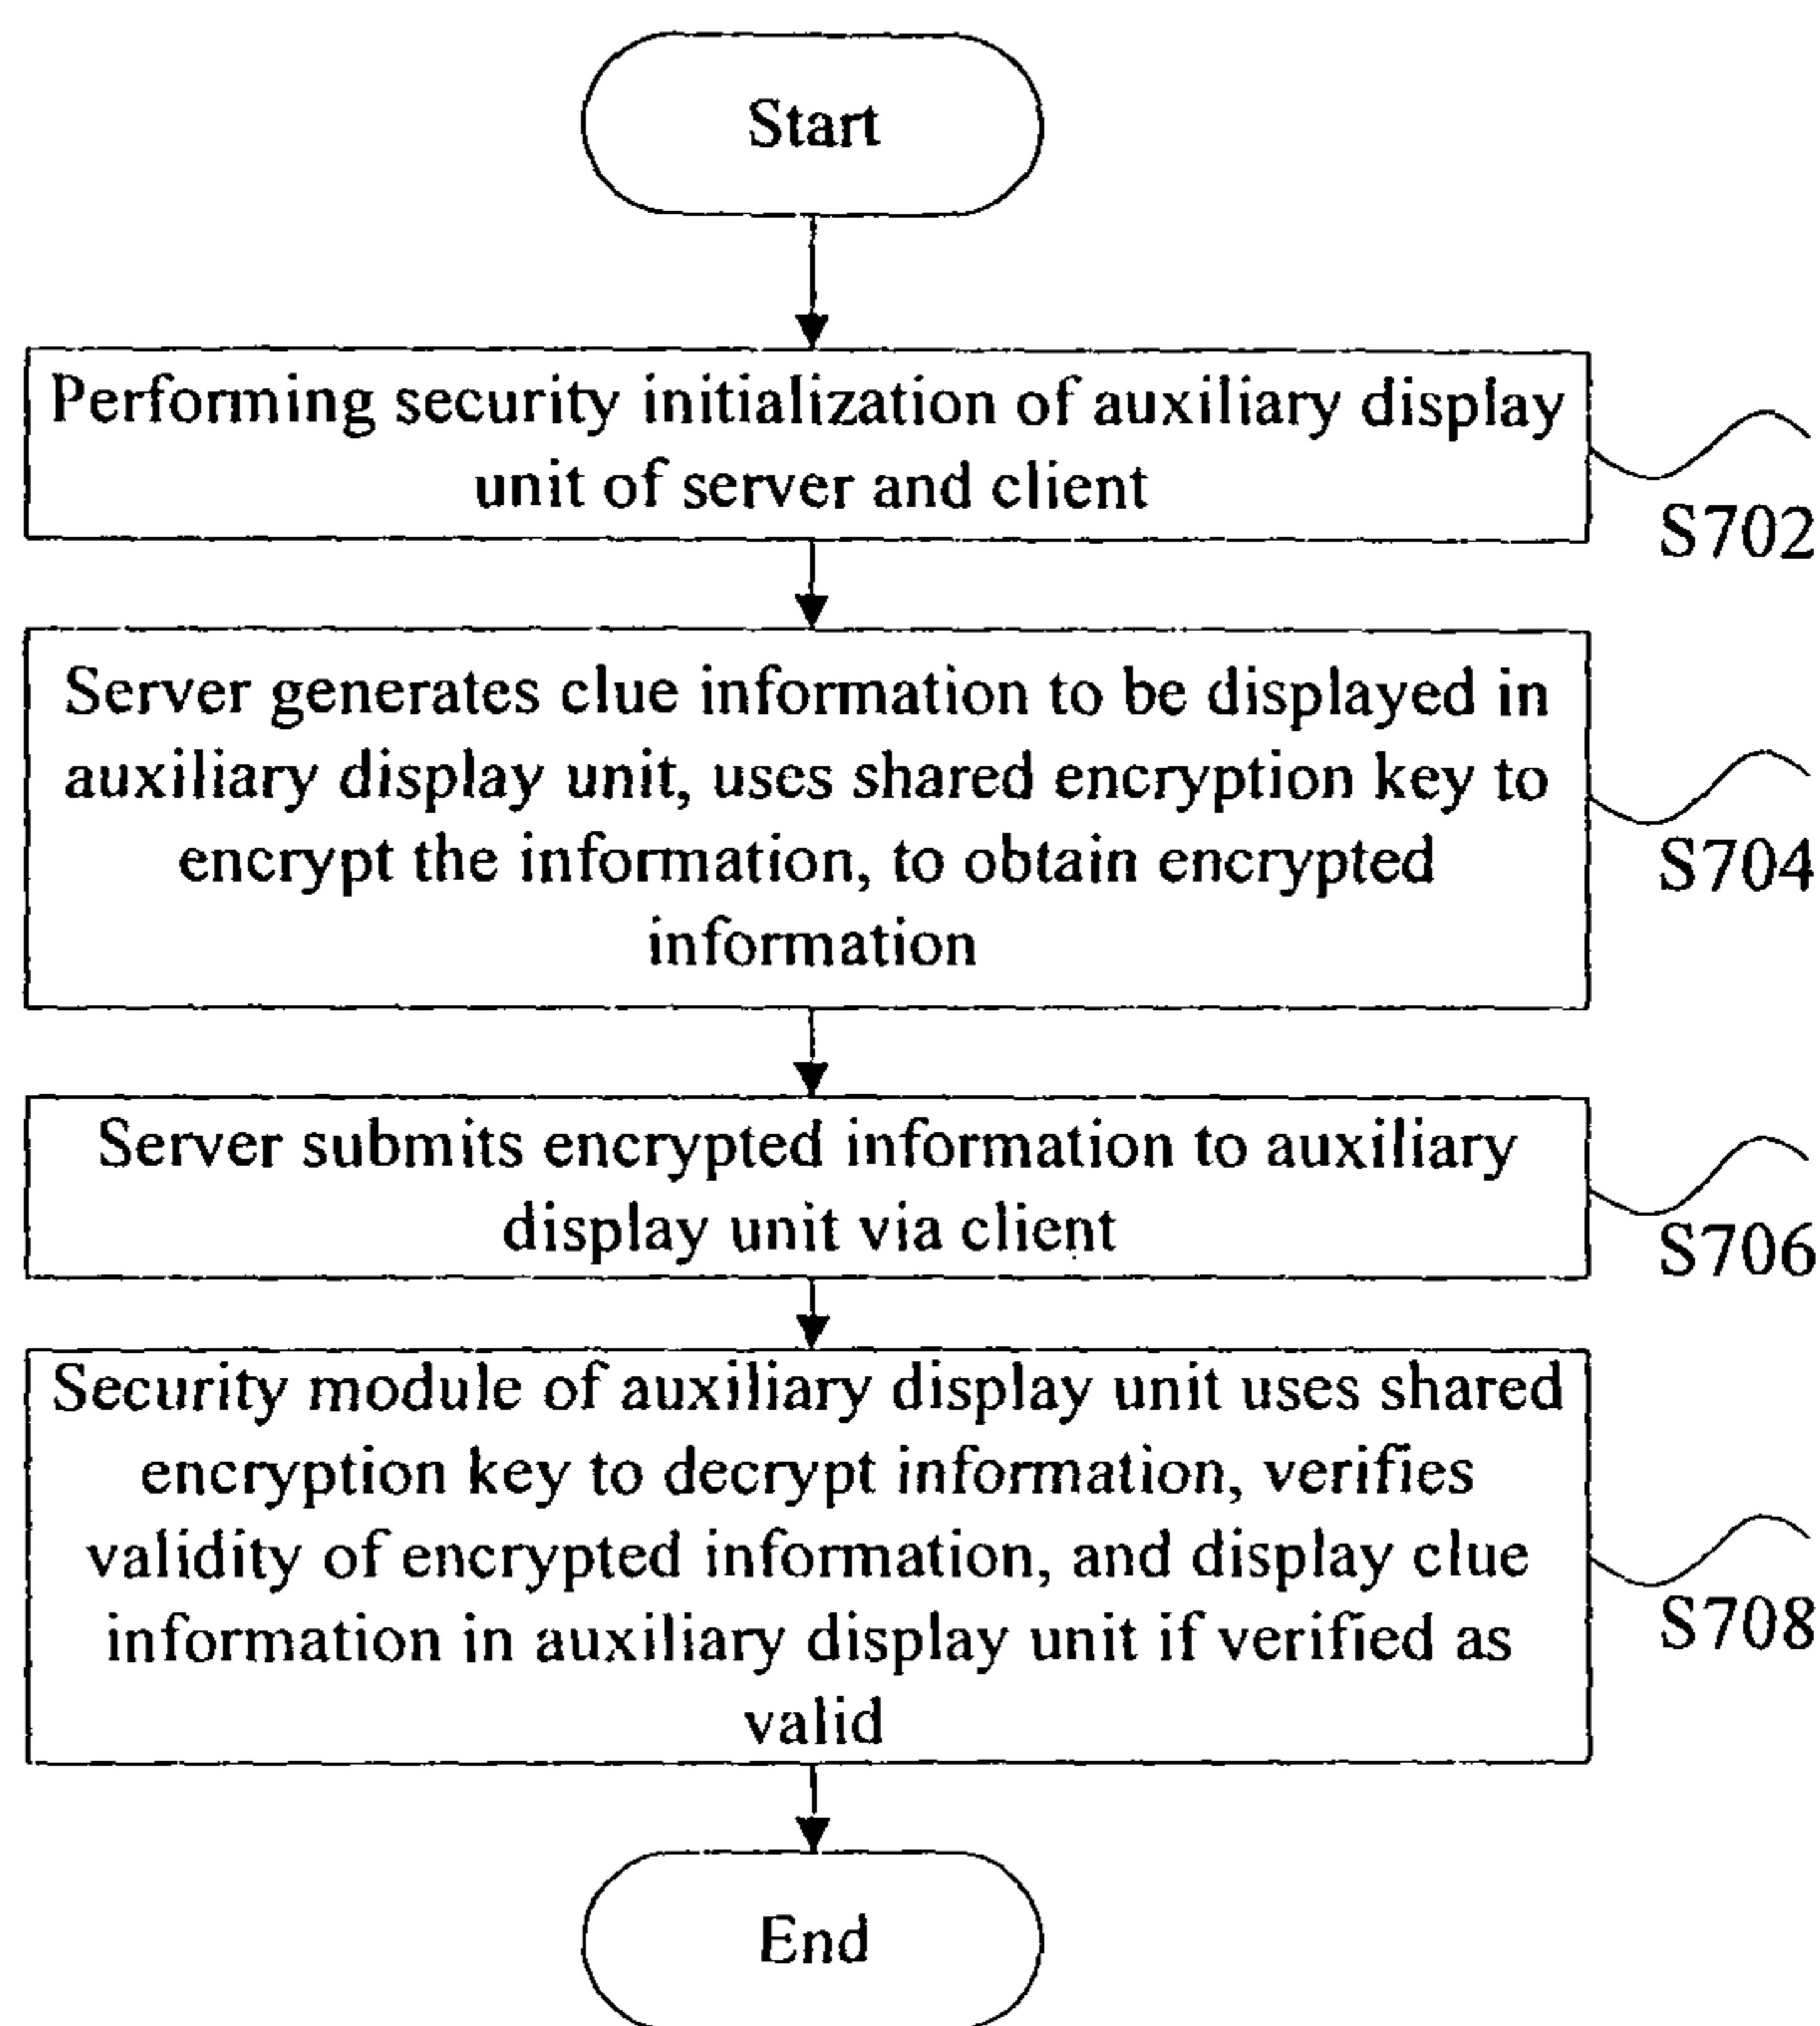 Start
Performing security initialization of auxiliary display
unit of server and client
S702
Server generates clue information to be displayed in
auxiliary display unit, uses shared encryption key to
encrypt the information, to obtain encrypted
information
S704
Server submits encrypted information to auxiliary
display unit via client
S706
Security module of auxiliary display unit uses shared
encryption key to decrypt information, verifies
validity of encrypted information, and display clue
information in auxiliary display unit if verified as
valid
S708
End